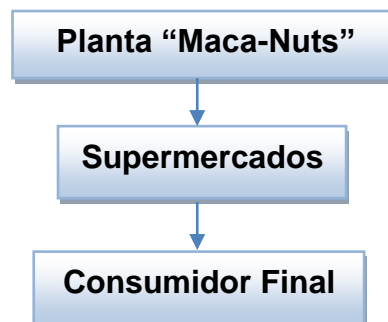 Planta “Maca-Nuts”
Supermercados
Consumidor Final